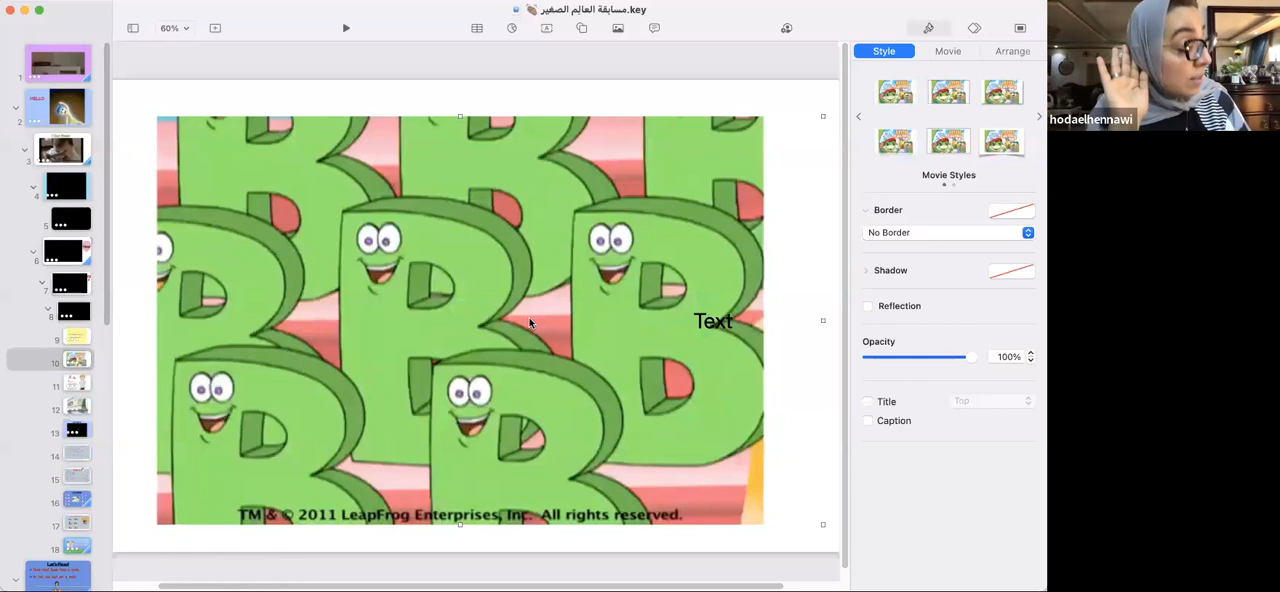 مسابقة العالِم الصغير.key
60%
Style
Movie
Arrange
hodaelhennawi
1
HELLO
2
3
4
5
6
7
8
9
10
11
12
13
14
15
16
17
18
Let's Read
Movie Styles
Border
No Border
Shadow
Reflection
Opacity
100%
Title
Top
Caption
B B B
B B B
B B
Text
TM & © 2011 LeapFrog Enterprises, Inc. All rights reserved.